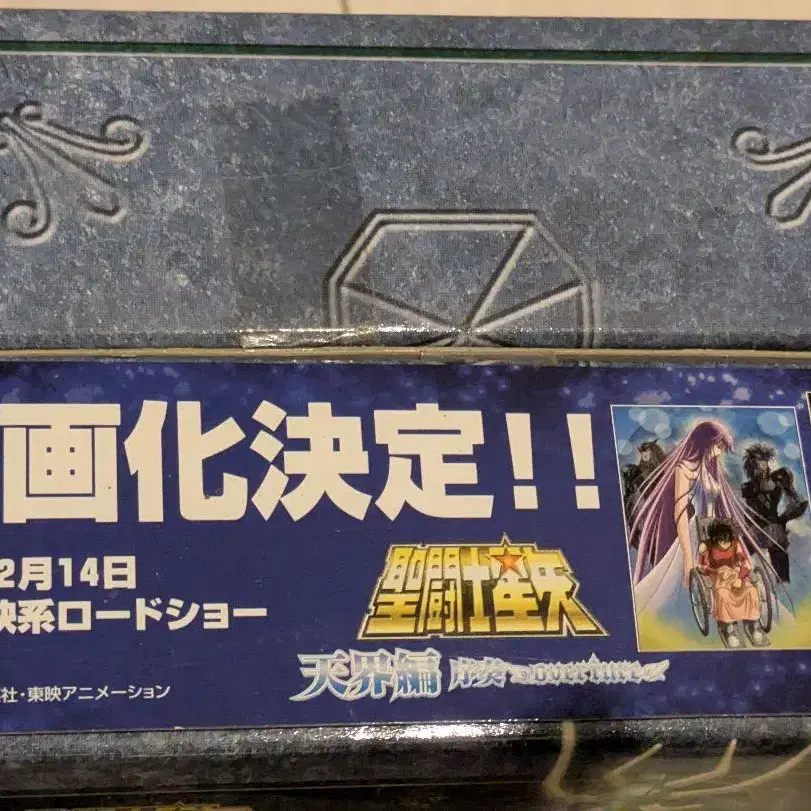 画化決定!!
2月14日
映系ロードショー
聖闘士星矢
天界編 序奏 ~overture~
社・東映アニメーション